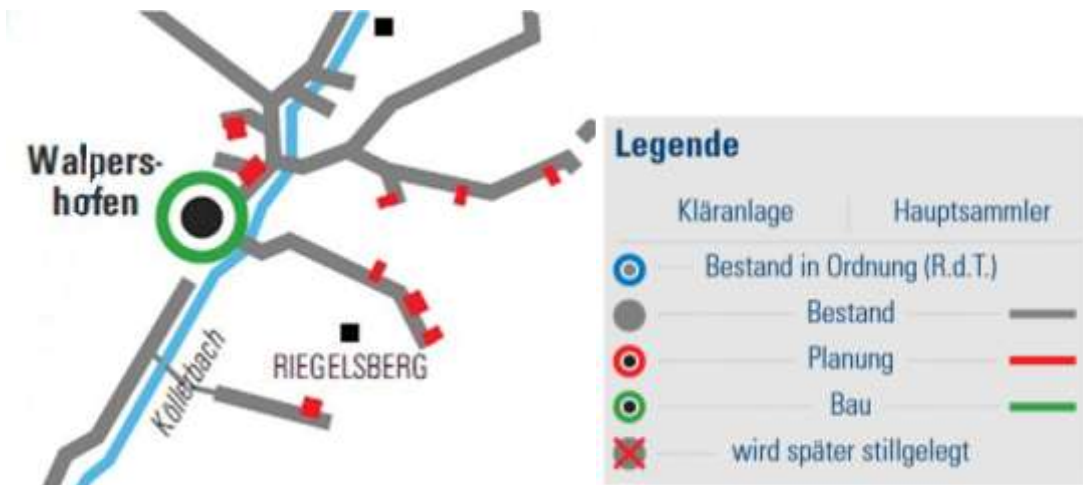 Walpers-
hofen
Köllerbach
RIEGELSBERG
Legende
Kläranlage Hauptsammler
Bestand in Ordnung (R.d.T.)
Bestand
Planung
Bau
wird später stillgelegt